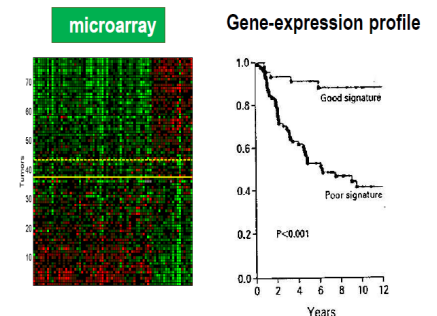 microarray
Gene-expression profile
Tumors
70
60
50
40
30
20
10
1.0
0.8
0.6
0.4
0.2
0.0
Good signature
Poor signature
P<0.001
0 2 4 6 8 10 12
Years